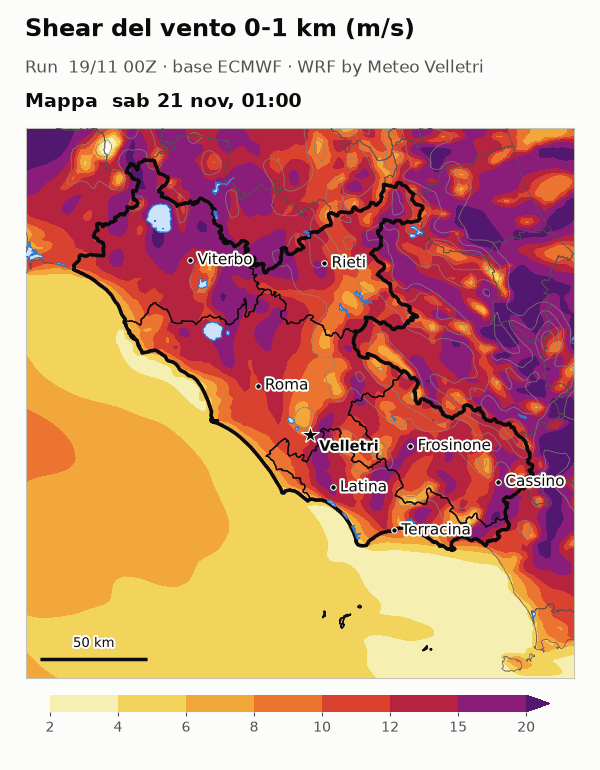 Shear del vento 0-1 km (m/s)
Run  19/11 00Z · base ECMWF · WRF by Meteo Velletri
Mappa  sab 21 nov, 01:00
Viterbo
Rieti
Roma
Velletri
Frosinone
Latina
Cassino
Terracina
50 km
2 4 6 8 10 12 15 20